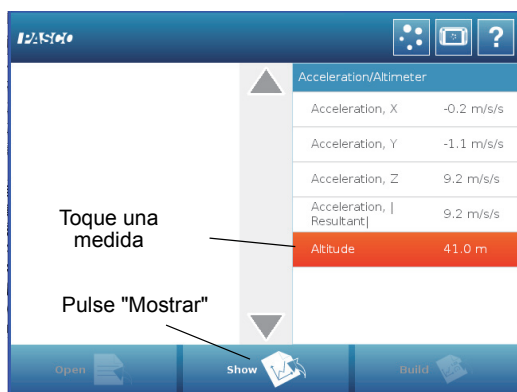 PASCO
?
Acceleration/Altimeter
Acceleration, X -0.2 m/s/s
Acceleration, Y -1.1 m/s/s
Acceleration, Z 9.2 m/s/s
Acceleration, |
Resultant| 9.2 m/s/s
Altitude 41.0 m
Toque una
medida
Pulse "Mostrar"
Open
Show
Build